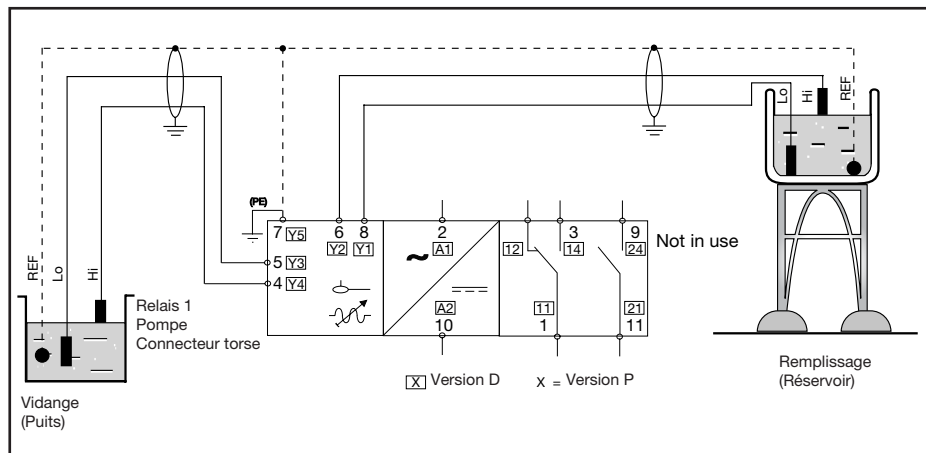 REF
Lo
Hi
Lo
Hi
REF
(PE)
7 Y5
6
Y2
8
Y1
2
A1
~
12
3
14
9
24
Not in use
5 Y3
4 Y4
A2
10
11
1
21
11
Relais 1
Pompe
Connecteur torse
Vidange
(Puits)
X Version D
X = Version P
Remplissage
(Réservoir)